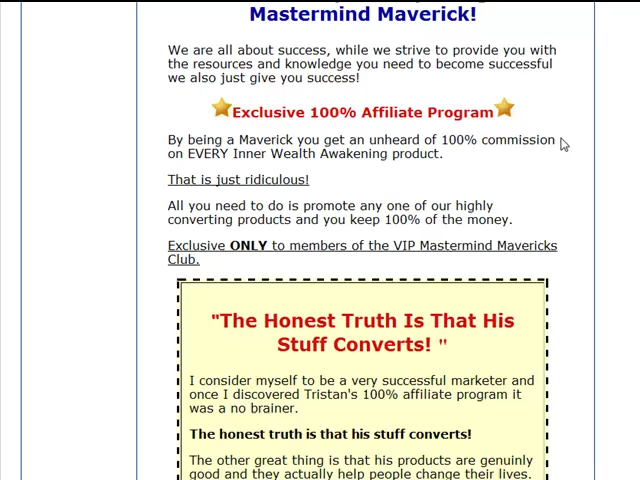 Mastermind Maverick!
We are all about success, while we strive to provide you with
the resources and knowledge you need to become successful
we also just give you success!
Exclusive 100% Affiliate Program
By being a Maverick you get an unheard of 100% commission
on EVERY Inner Wealth Awakening product.
That is just ridiculous!
All you need to do is promote any one of our highly
converting products and you keep 100% of the money.
Exclusive ONLY to members of the VIP Mastermind Mavericks
Club.
"The Honest Truth Is That His
Stuff Converts! "
I consider myself to be a very successful marketer and
once I discovered Tristan's 100% affiliate program it
was a no brainer.
The honest truth is that his stuff converts!
The other great thing is that his products are genuinely
good and they actually help people change their lives.